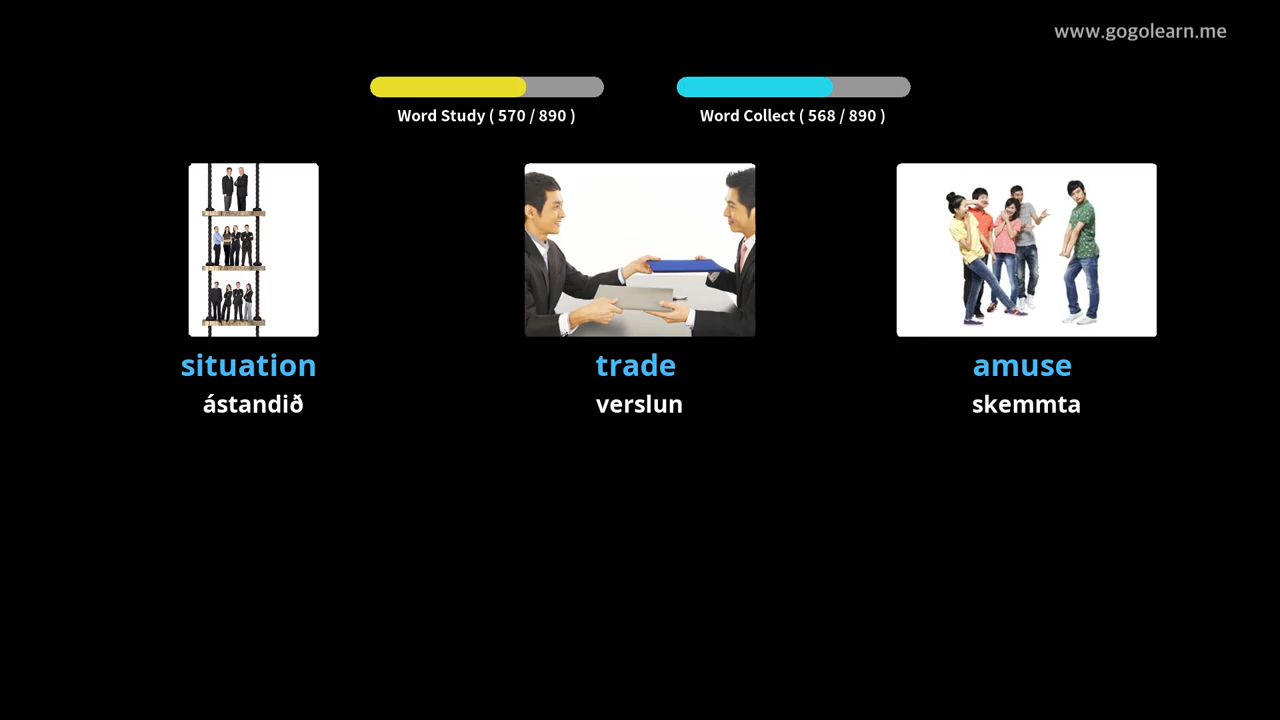 www.gogolearn.me
Word Study ( 570 / 890 )
Word Collect ( 568 / 890 )
situation
ástandið
trade
verslun
amuse
skemmta